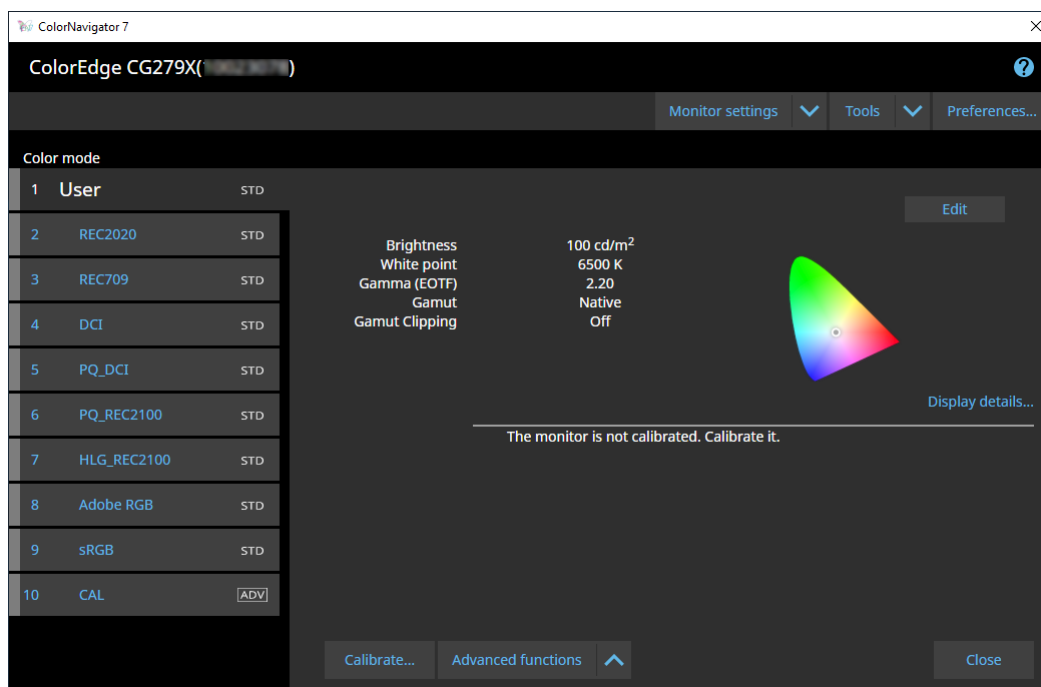 ColorNavigator 7
ColorEdge CG279X( )
Monitor settings Tools Preferences...
Color mode
1 User STD
2 REC2020 STD
3 REC709 STD
4 DCI STD
5 PQ_DCI STD
6 PQ_REC2100 STD
7 HLG_REC2100 STD
8 Adobe RGB STD
9 sRGB STD
10 CAL ADV
Edit
Brightness 100 cd/m²
White point 6500 K
Gamma (EOTF) 2.20
Gamut Native
Gamut Clipping Off
Display details...
The monitor is not calibrated. Calibrate it.
Calibrate... Advanced functions Close